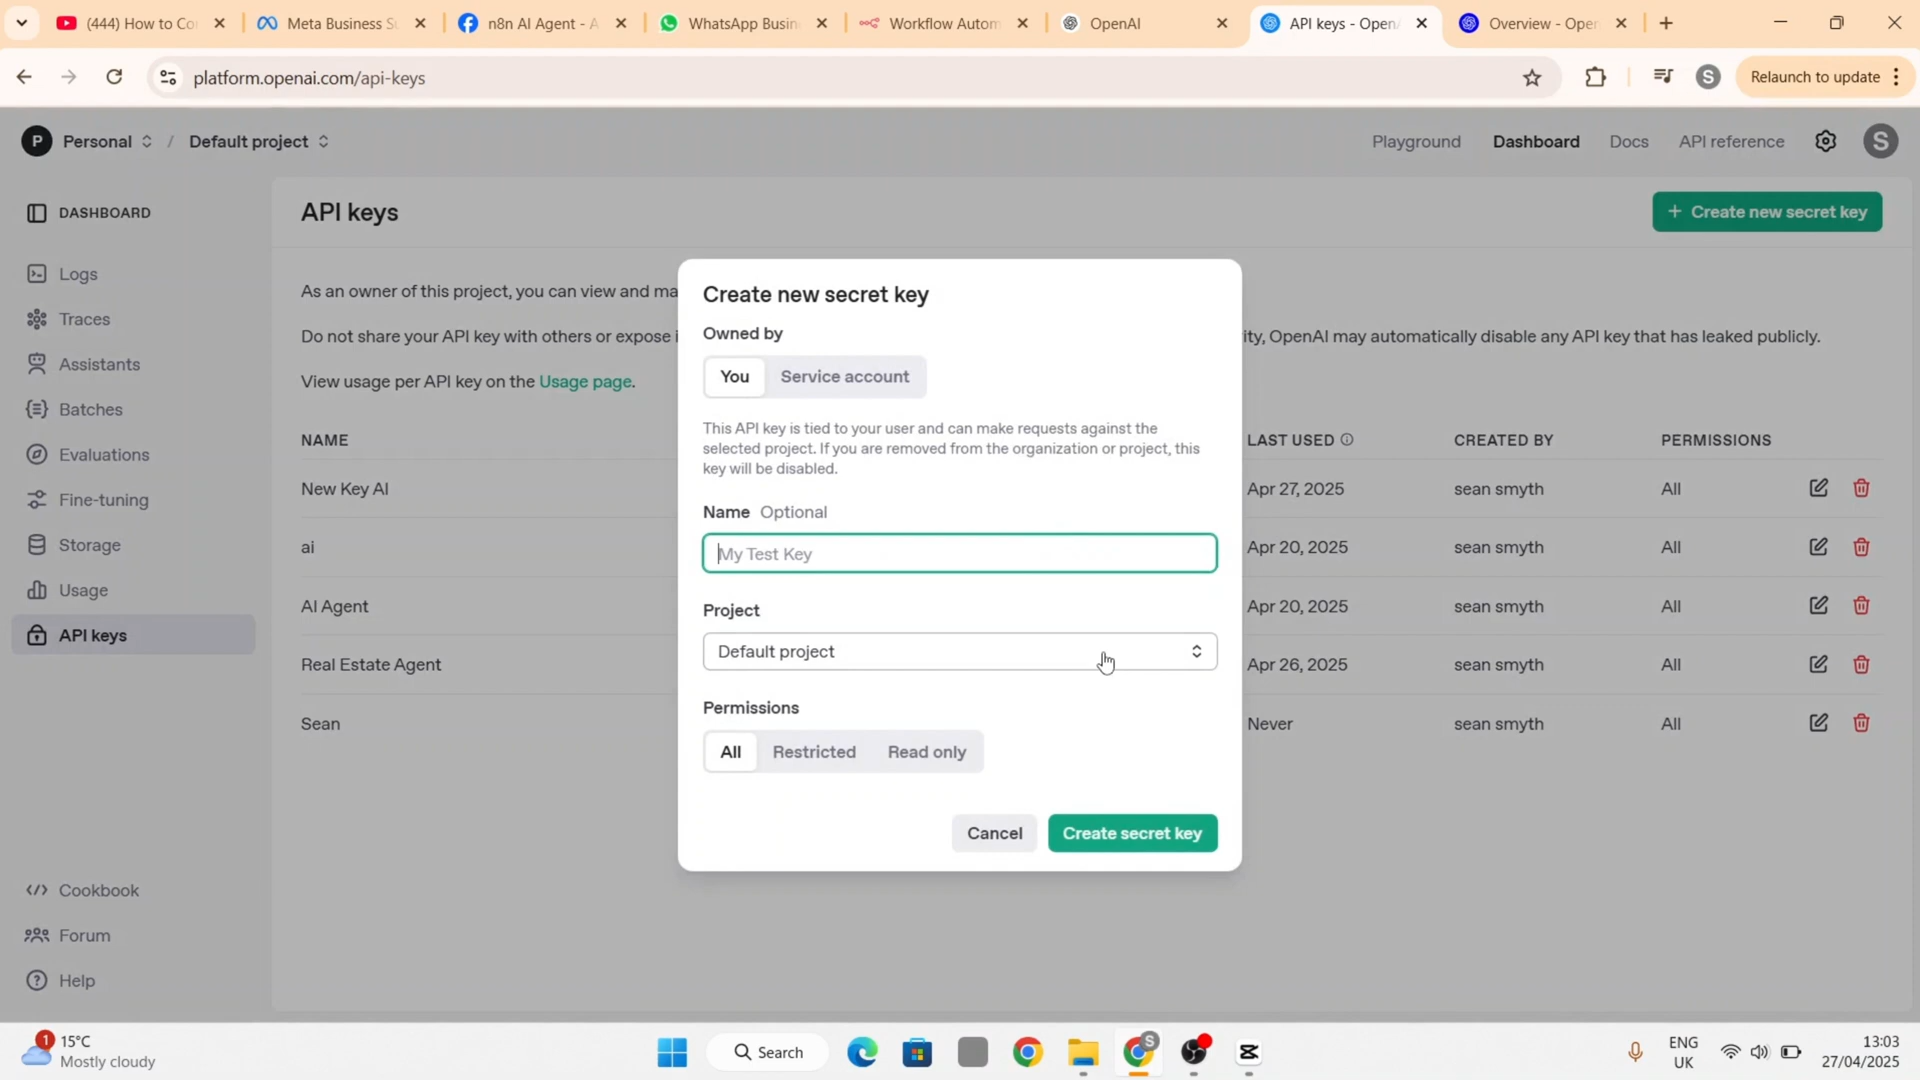 (444) How to Co
Meta Business S
n8n AI Agent - A
WhatsApp Busin
Workflow Autom
OpenAI
API keys - OpenA
Overview - Open
platform.openai.com/api-keys
S
Relaunch to update
P
Personal / Default project
Playground
Dashboard
Docs
API reference
S
DASHBOARD
Logs
Traces
Assistants
Batches
Evaluations
Fine-tuning
Storage
Usage
API keys
Cookbook
Forum
Help
API keys
+ Create new secret key
As an owner of this project, you can view and ma
Do not share your API key with others or expose i
ity, OpenAI may automatically disable any API key that has leaked publicly.
View usage per API key on the Usage page.
NAME
LAST USED
CREATED BY
PERMISSIONS
New Key AI
Apr 27, 2025
sean smyth
All
ai
Apr 20, 2025
sean smyth
All
AI Agent
Apr 20, 2025
sean smyth
All
Real Estate Agent
Apr 26, 2025
sean smyth
All
Sean
Never
sean smyth
All
Create new secret key
Owned by
You
Service account
This API key is tied to your user and can make requests against the
selected project. If you are removed from the organization or project, this
key will be disabled.
Name Optional
My Test Key
Project
Default project
Permissions
All
Restricted
Read only
Cancel
Create secret key
1
15°C
Mostly cloudy
Search
S
ENG
UK
13:03
27/04/2025